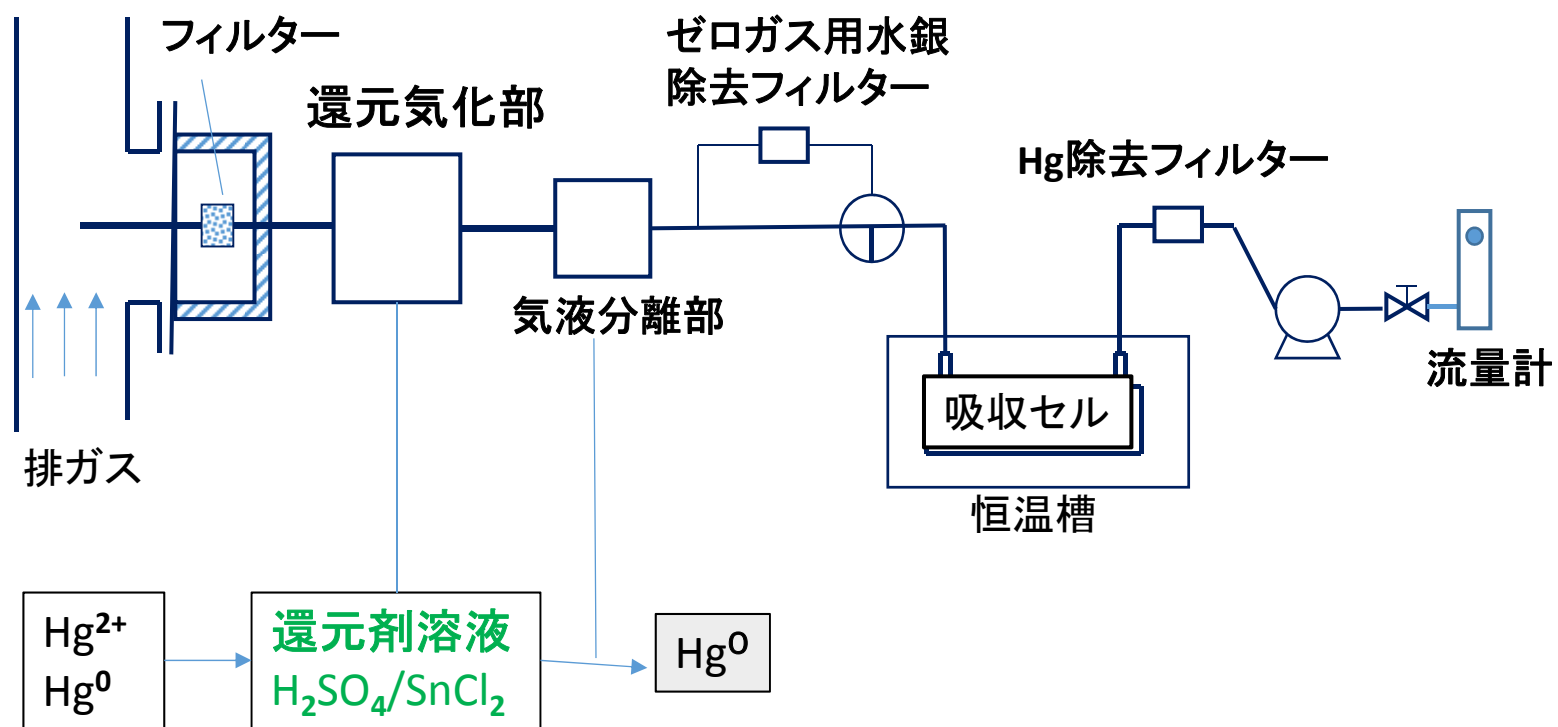 フィルター
ゼロガス用水銀
除去フィルター
還元気化部
Hg除去フィルター
気液分離部
流量計
吸収セル
排ガス
恒温槽
Hg²⁺
Hg⁰
還元剤溶液
H₂SO₄/SnCl₂
Hg⁰